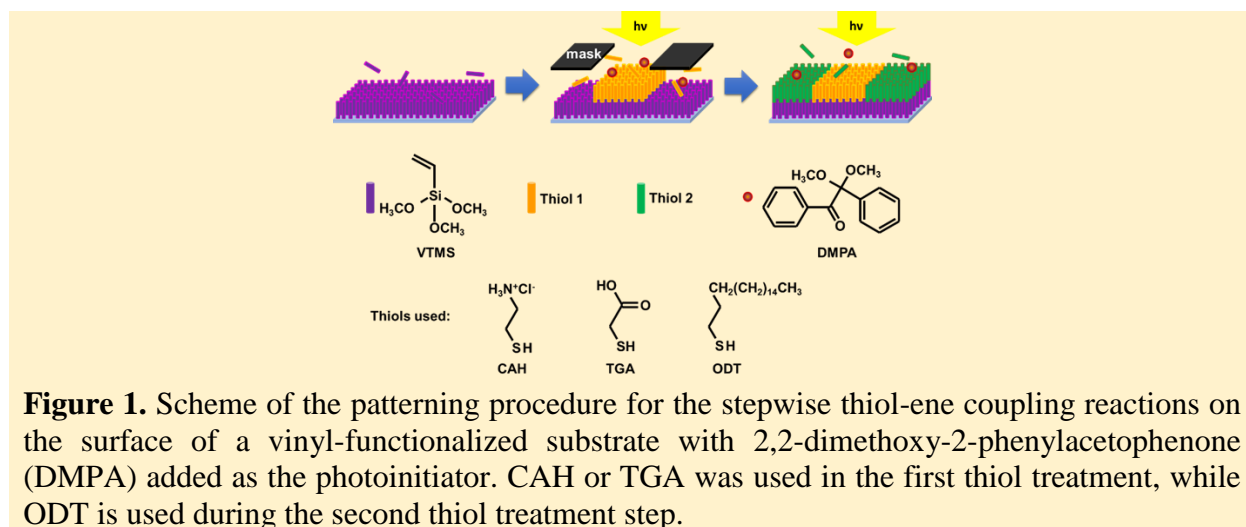 hν
hν
mask
H₃CO
OCH₃
Si
H₃CO
OCH₃
OCH₃
Thiol 1
Thiol 2
O
VTMS
DMPA
H₃N⁺Cl⁻
HO
CH₂(CH₂)₁₄CH₃
O
Thiols used:
SH
SH
SH
CAH
TGA
ODT
Figure 1. Scheme of the patterning procedure for the stepwise thiol-ene coupling reactions on
the surface of a vinyl-functionalized substrate with 2,2-dimethoxy-2-phenylacetophenone
(DMPA) added as the photoinitiator. CAH or TGA was used in the first thiol treatment, while
ODT is used during the second thiol treatment step.